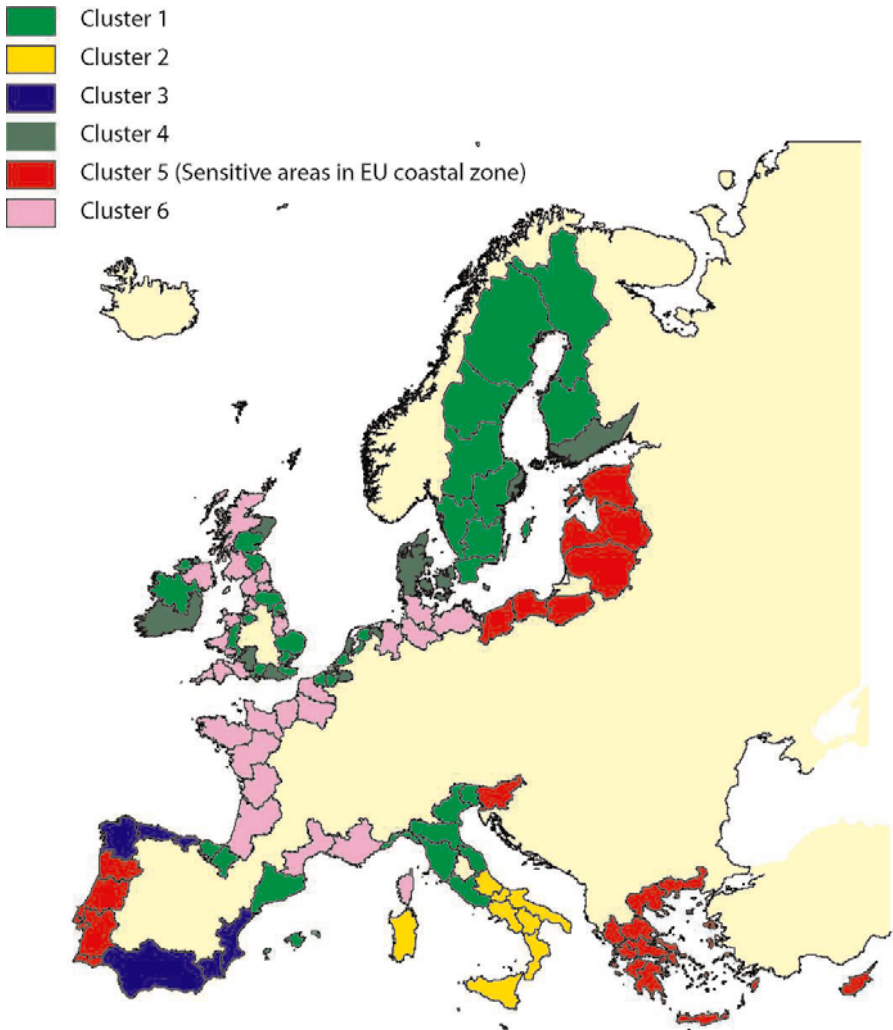 Cluster 1
Cluster 2
Cluster 3
Cluster 4
Cluster 5 (Sensitive areas in EU coastal zone)
Cluster 6